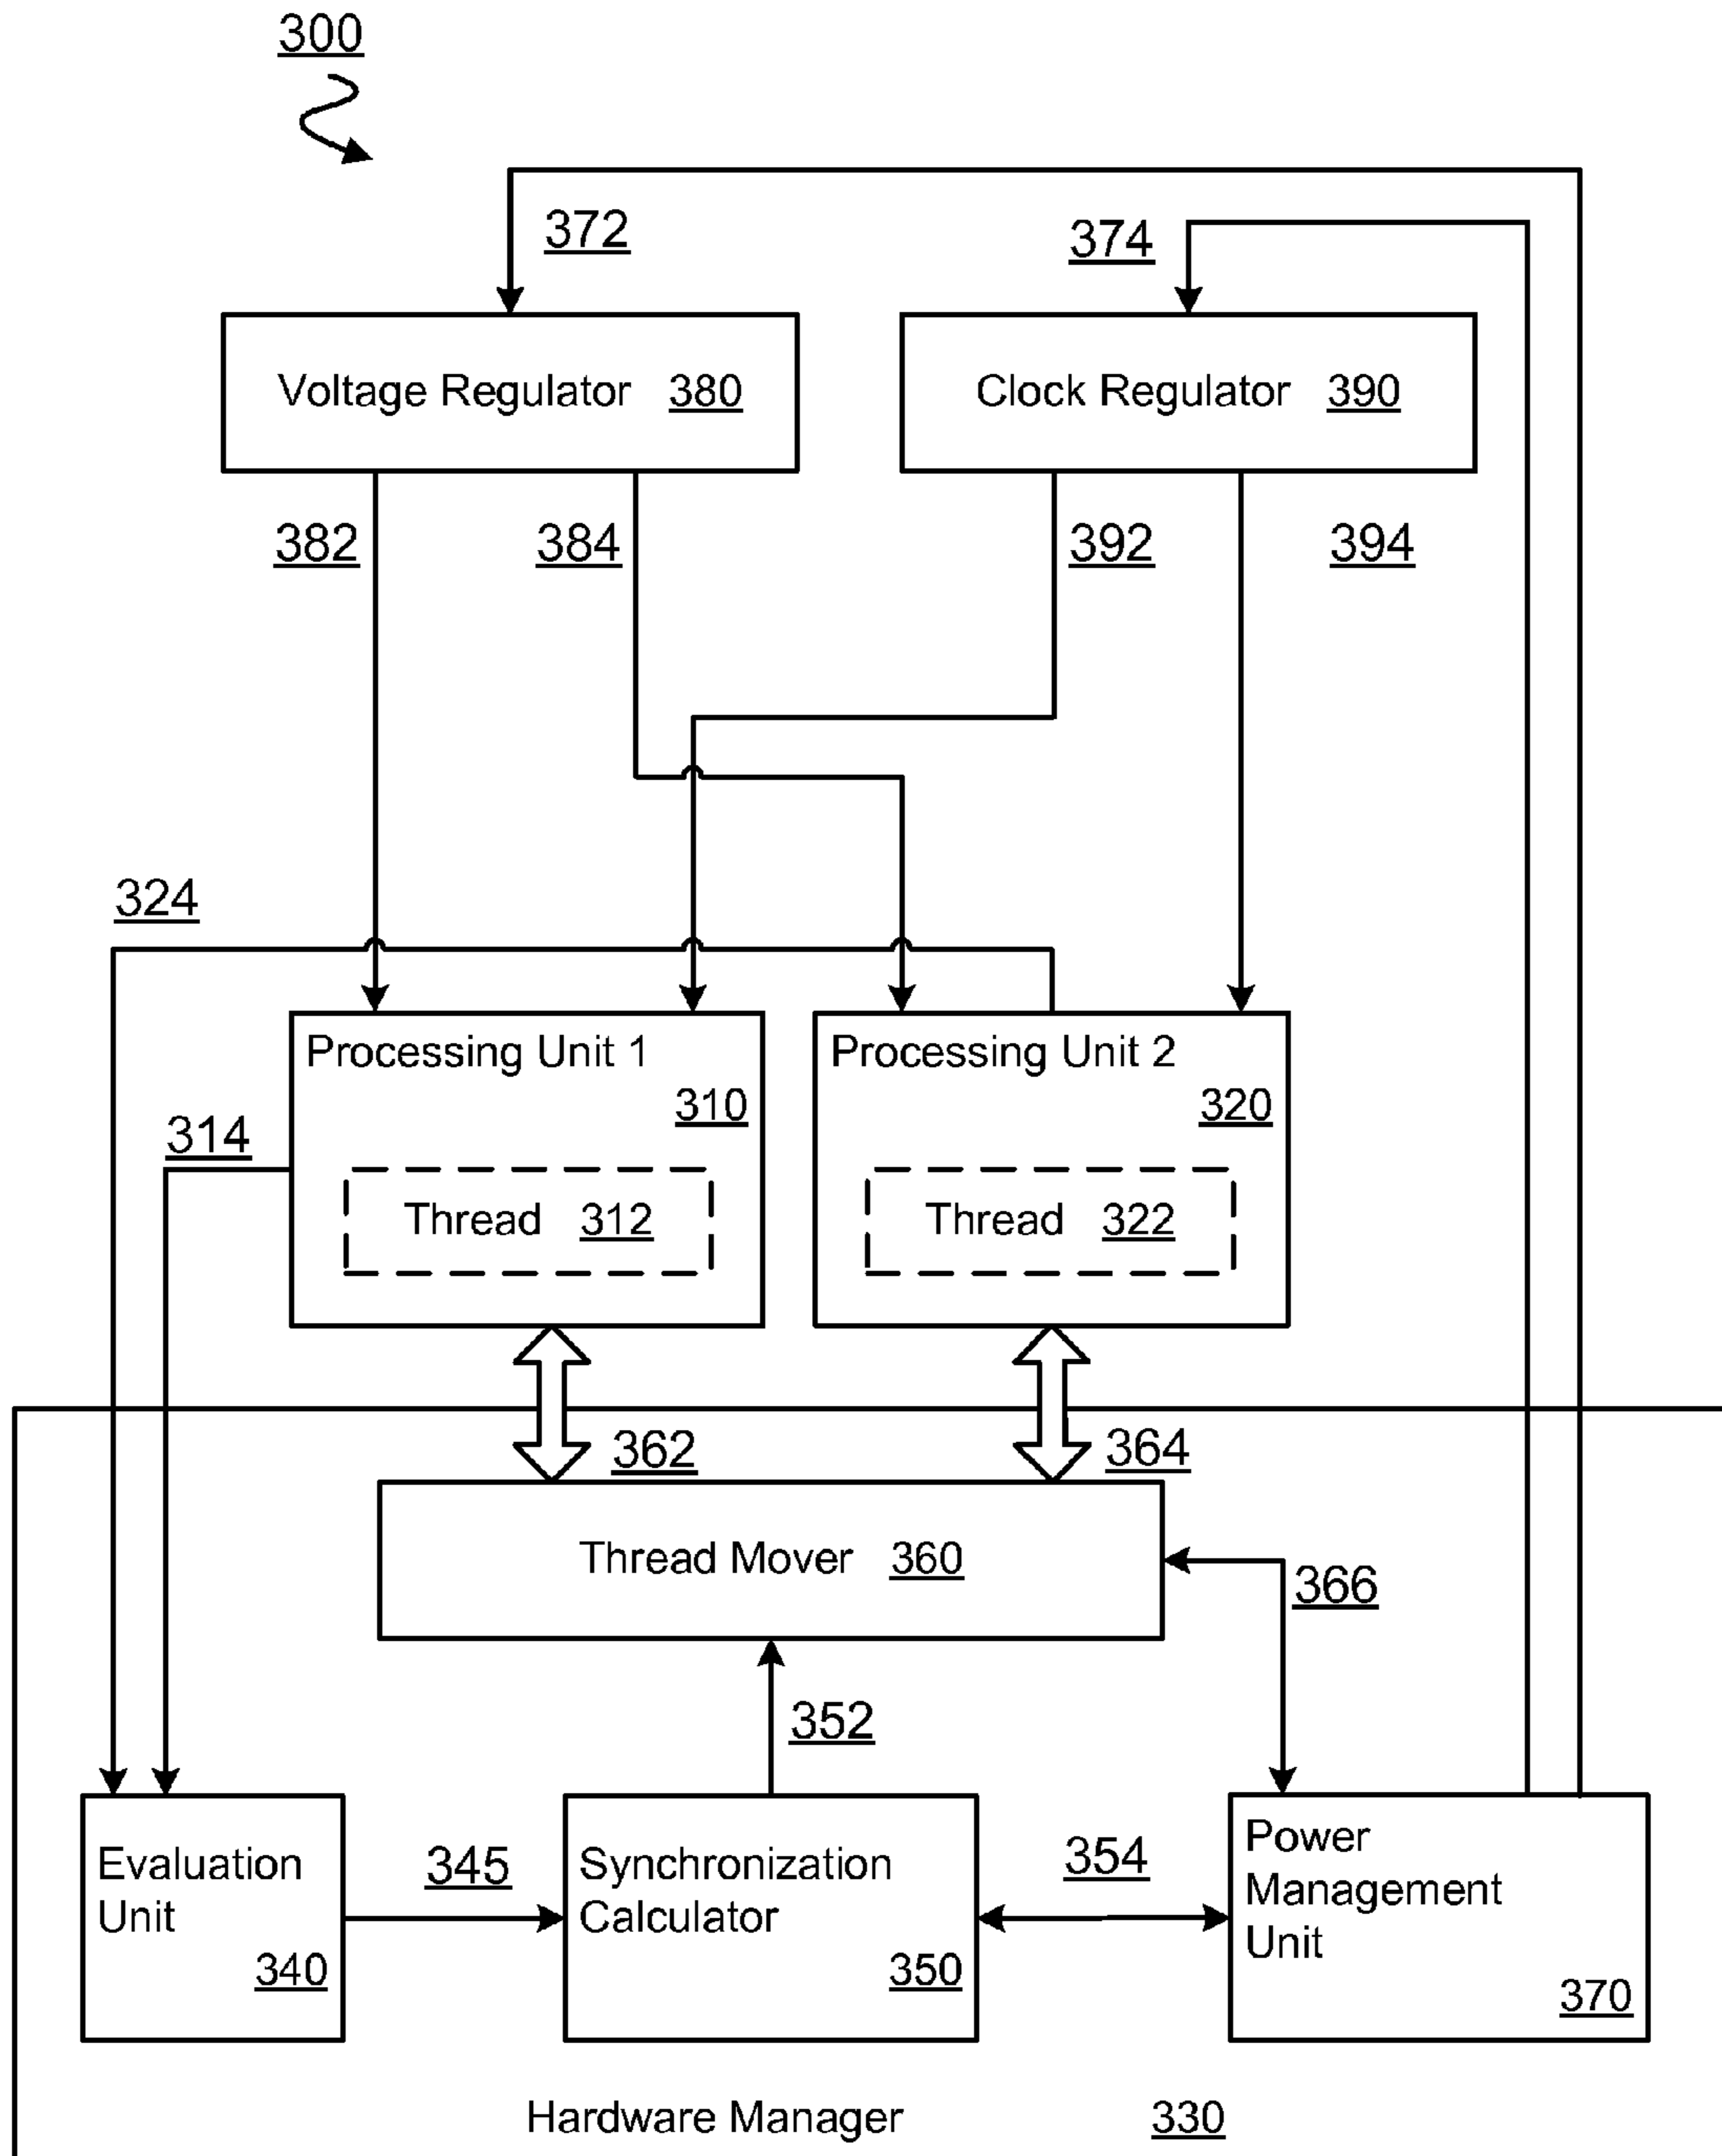 300
372
374
Voltage Regulator 380
Clock Regulator 390
382
384
392
394
324
Processing Unit 1
310
Processing Unit 2
320
314
Thread 312
Thread 322
362
364
Thread Mover 360
366
352
Evaluation
Unit
340
345
Synchronization
Calculator
350
354
Power
Management
Unit
370
Hardware Manager 330